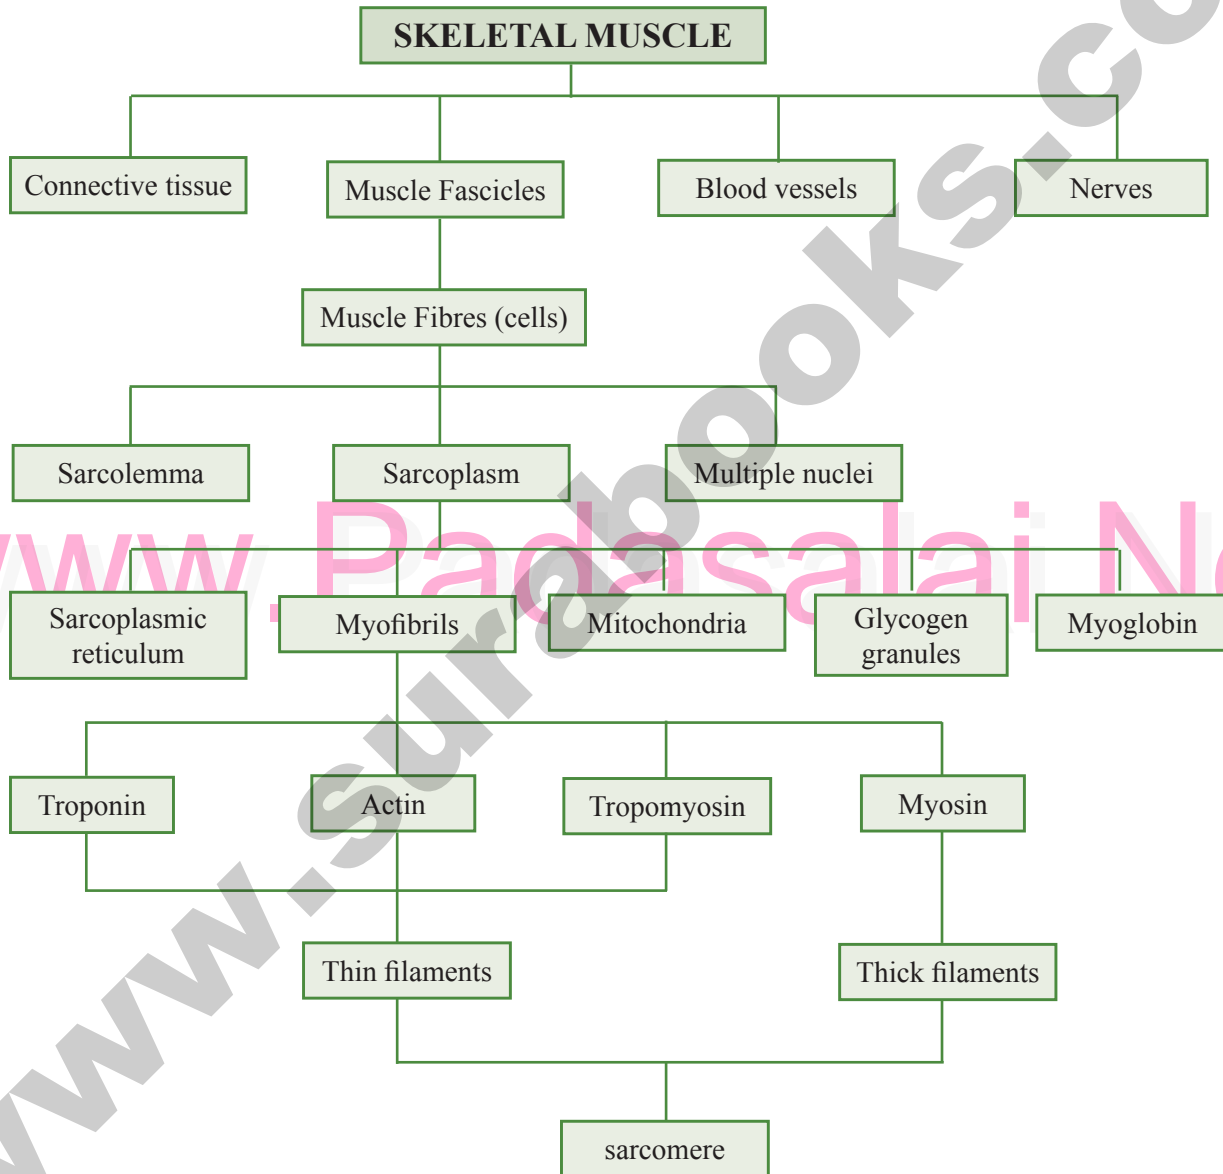 SKELETAL MUSCLE
Connective tissue
Muscle Fascicles
Blood vessels
Nerves
Muscle Fibres (cells)
Sarcolemma
Sarcoplasm
Multiple nuclei
Sarcoplasmic
reticulum
Myofibrils
Mitochondria
Glycogen
granules
Myoglobin
Troponin
Actin
Tropomyosin
Myosin
Thin filaments
Thick filaments
sarcomere
www.Padasalai.Ne
www.surabooks.co